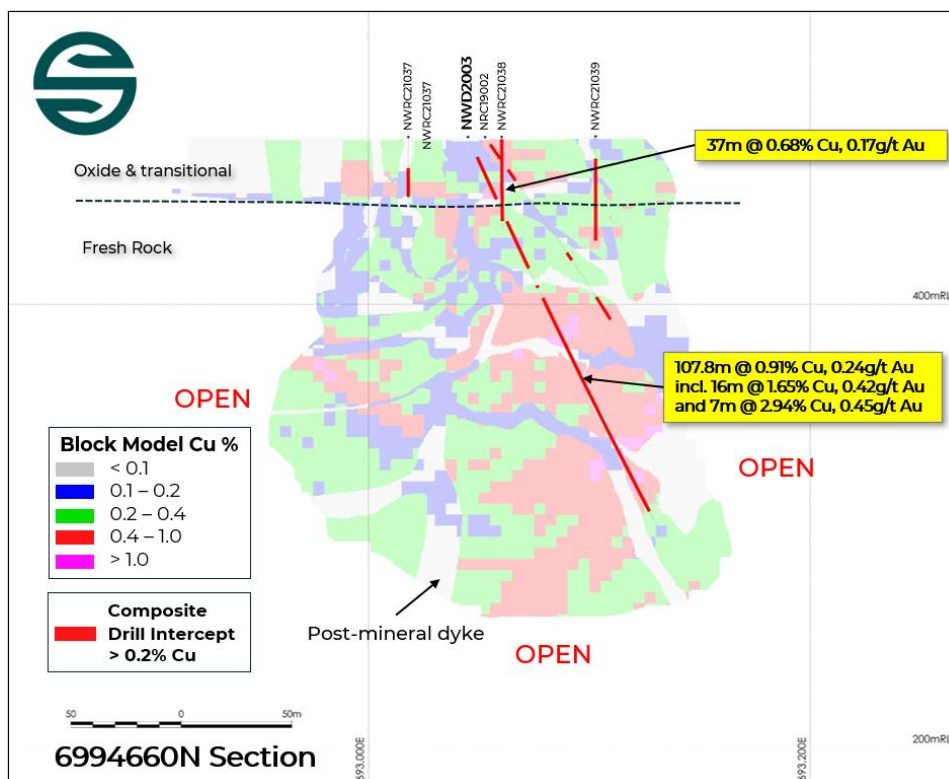 NWRC21037
NWRC21037
NWD2003
NRC19002
NWRC21038
NWRC21039
37m @ 0.68% Cu, 0.17g/t Au
Oxide & transitional
Fresh Rock
400mRL
107.8m @ 0.91% Cu, 0.24g/t Au
incl. 16m @ 1.65% Cu, 0.42g/t Au
and 7m @ 2.94% Cu, 0.45g/t Au
OPEN
OPEN
Block Model Cu %
< 0.1
0.1 – 0.2
0.2 – 0.4
0.4 – 1.0
> 1.0
Composite
Drill Intercept
> 0.2% Cu
Post-mineral dyke
OPEN
50 0 50m
6994660N Section
693,000E
693,200E
200mRL